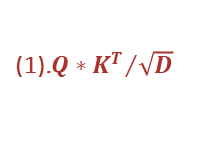 (1).Q * K^T/√D